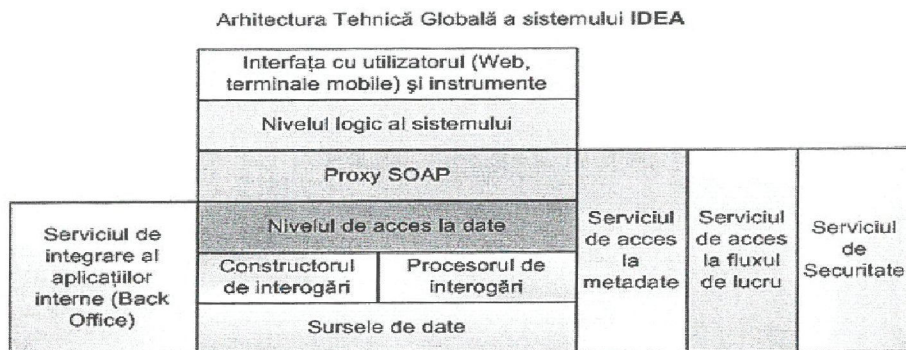 Arhitectura Tehnică Globală a sistemului IDEA
Interfața cu utilizatorul (Web,
terminale mobile) și instrumente
Nivelul logic al sistemului
Proxy SOAP
Nivelul de acces la date
Constructorul
de interogări
Procesorul de
interogări
Sursele de date
Serviciul de
integrare al
aplicațiilor
interne (Back
Office)
Serviciul
de acces
la
metadate
Serviciul
de acces
la fluxul
de lucru
Serviciul
de
Securitate